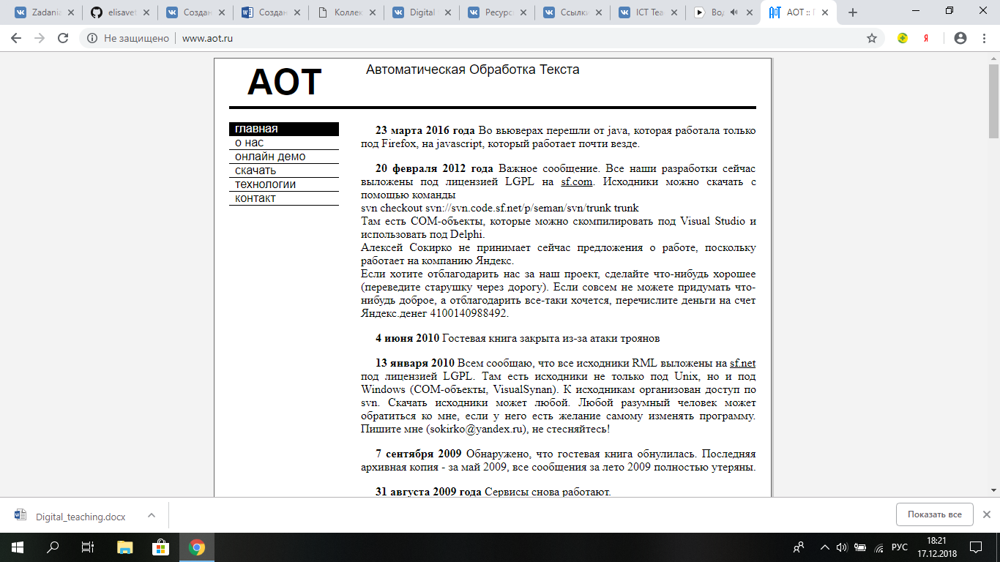 Zadania
elisavet
Создан
Создан
Коллек
Digital
Ресурс
Ссылки
ICT Tea
Вод
АОТ :: Г
Не защищено
www.aot.ru
Я
АОТ
Автоматическая Обработка Текста
главная
о нас
онлайн демо
скачать
технологии
контакт
23 марта 2016 года Во вьюверах перешли от java, которая работала только
под Firefox, на javascript, который работает почти везде.
20 февраля 2012 года Важное сообщение. Все наши разработки сейчас
выложены под лицензией LGPL на sf.com. Исходники можно скачать с
помощью команды
svn checkout svn://svn.code.sf.net/p/seman/svn/trunk trunk
Там есть COM-объекты, которые можно скомпилировать под Visual Studio и
использовать под Delphi.
Алексей Сокирко не принимает сейчас предложения о работе, поскольку
работает на компанию Яндекс.
Если хотите отблагодарить нас за наш проект, сделайте что-нибудь хорошее
(переведите старушку через дорогу). Если совсем не можете придумать что-
нибудь доброе, а отблагодарить все-таки хочется, перечислите деньги на счет
Яндекс.денег 4100140988492.
4 июня 2010 Гостевая книга закрыта из-за атаки троянов
13 января 2010 Всем сообщаю, что все исходники RML выложены на sf.net
под лицензией LGPL. Там есть исходники не только под Unix, но и под
Windows (COM-объекты, VisualSynan). К исходникам организован доступ по
svn. Скачать исходники может любой. Любой разумный человек может
обратиться ко мне, если у него есть желание самому изменять программу.
Пишите мне (sokirko@yandex.ru), не стесняйтесь!
7 сентября 2009 Обнаружено, что гостевая книга обнулилась. Последняя
архивная копия - за май 2009, все сообщения за лето 2009 полностью утеряны.
31 августа 2009 года Сервисы снова работают.
Digital_teaching.docx
Показать все
РУС
18:21
17.12.2018